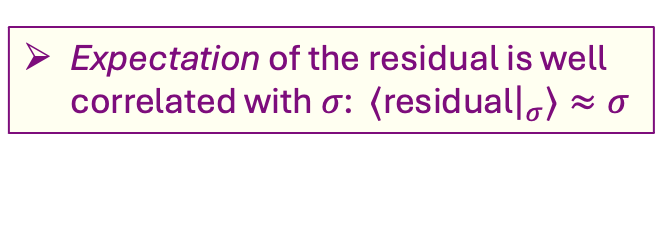 ➢ Expectation of the residual is well
correlated with σ: ⟨residual|σ⟩ ≈ σ